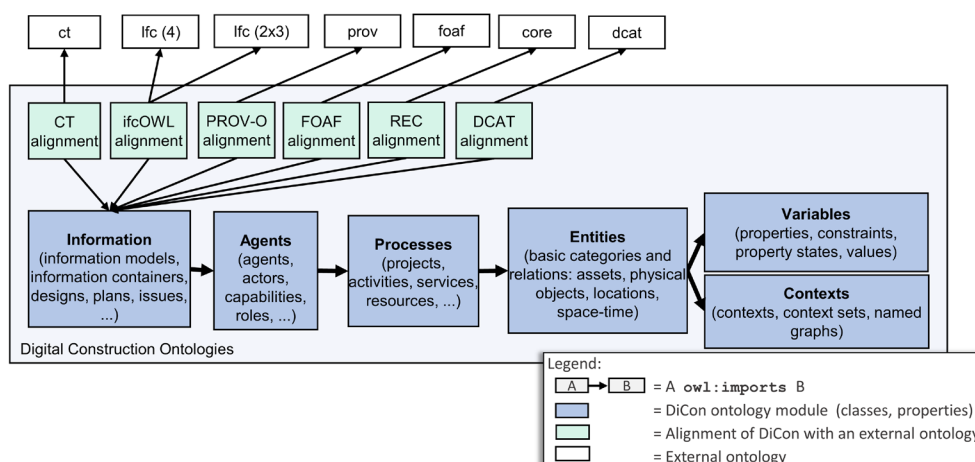 ct
Ifc (4)
Ifc (2x3)
prov
foaf
core
dcat
CT
alignment
ifcOWL
alignment
PROV-O
alignment
FOAF
alignment
REC
alignment
DCAT
alignment
Information
(information models,
information containers,
designs, plans, issues,
...)
Agents
(agents,
actors,
capabilities,
roles, ...)
Processes
(projects,
activities, services,
resources, ...)
Entities
(basic categories and
relations: assets, physical
objects, locations,
space-time)
Variables
(properties, constraints,
property states, values)
Contexts
(contexts, context sets, named
graphs)
Digital Construction Ontologies
Legend:
A B = A owl:imports B
= DiCon ontology module (classes, properties)
= Alignment of DiCon with an external ontology
= External ontology